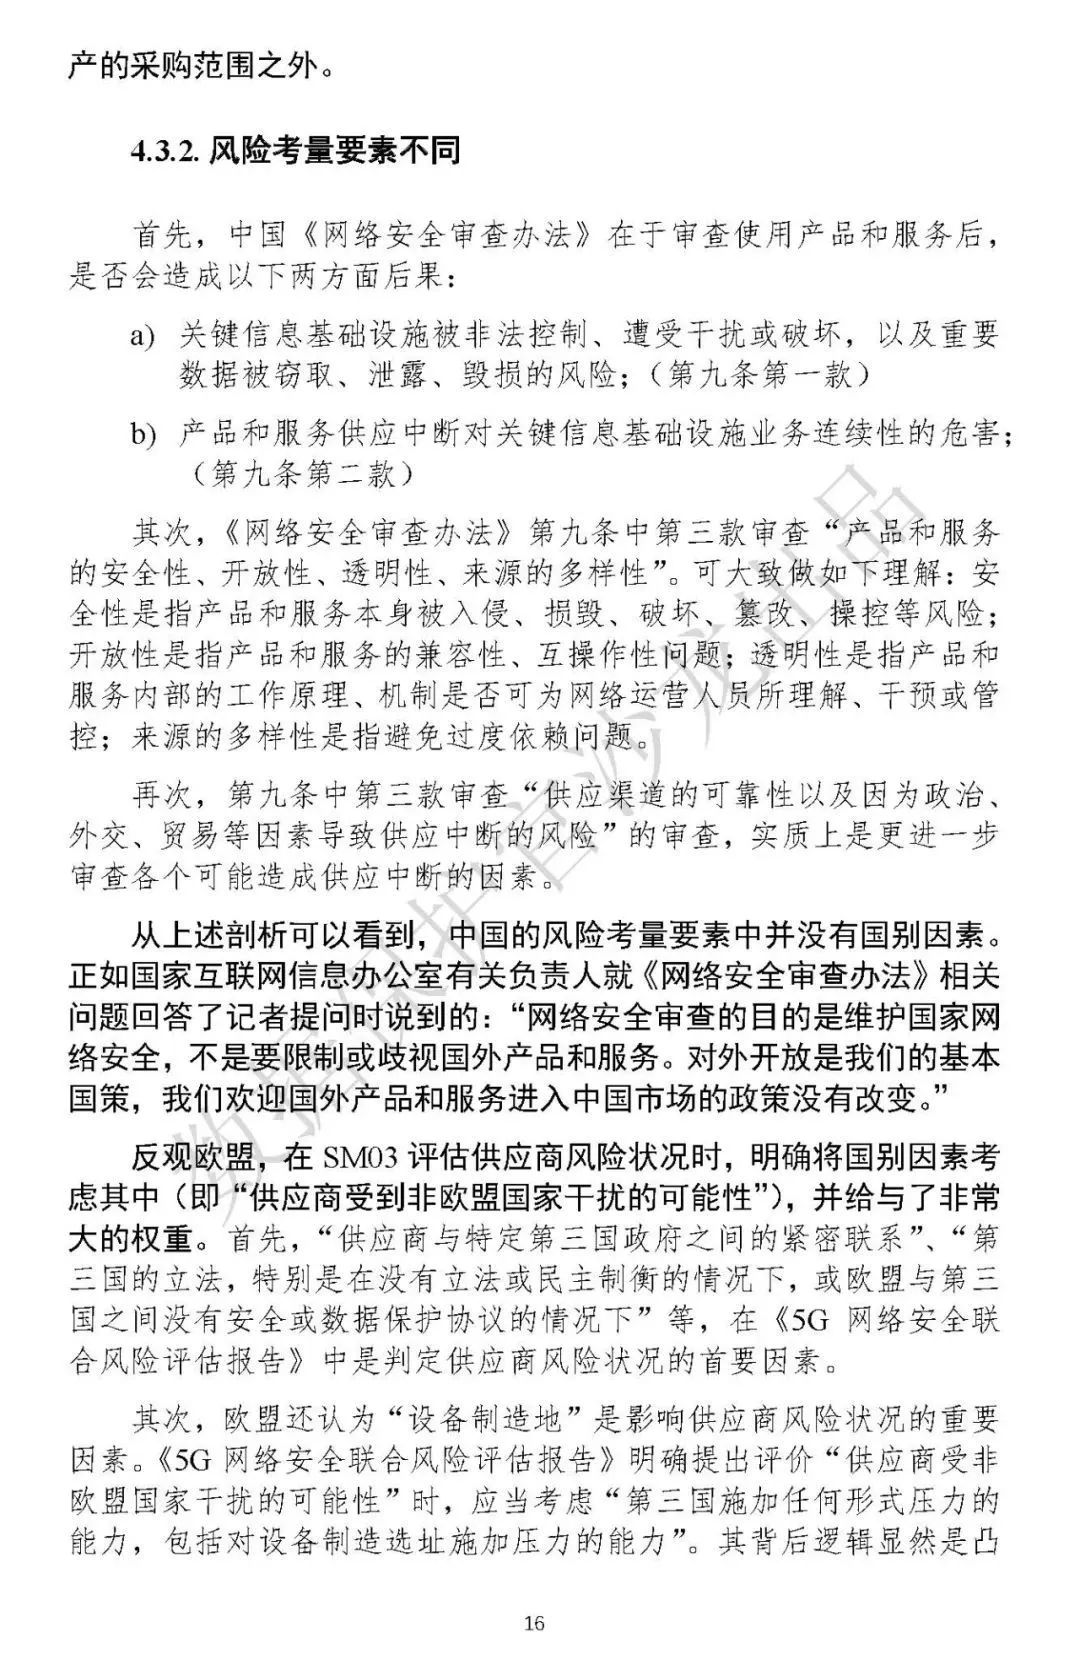 产的采购范围之外。
4.3.2. 风险考量要素不同
首先，中国《网络安全审查办法》在于审查使用产品和服务后，
是否会造成以下两方面后果：
a) 关键信息基础设施被非法控制、遭受干扰或破坏，以及重要
数据被窃取、泄露、毁损的风险；（第九条第一款）
b) 产品和服务供应中断对关键信息基础设施业务连续性的危害；
（第九条第二款）
其次，《网络安全审查办法》第九条中第三款审查“产品和服务
的安全性、开放性、透明性、来源的多样性”。可大致做如下理解：安
全性是指产品和服务本身被入侵、损毁、破坏、篡改、操控等风险；
开放性是指产品和服务的兼容性、互操作性问题；透明性是指产品和
服务内部的工作原理、机制是否可为网络运营人员所理解、干预或管
控；来源的多样性是指避免过度依赖问题。
再次，第九条中第三款审查“供应渠道的可靠性以及因为政治、
外交、贸易等因素导致供应中断的风险”的审查，实质上是更进一步
审查各个可能造成供应中断的因素。
从上述剖析可以看到，中国的风险考量要素中并没有国别因素。
正如国家互联网信息办公室有关负责人就《网络安全审查办法》相关
问题回答了记者提问时说到的：“网络安全审查的目的是维护国家网
络安全，不是要限制或歧视国外产品和服务。对外开放是我们的基本
国策，我们欢迎国外产品和服务进入中国市场的政策没有改变。”
反观欧盟，在 SM03 评估供应商风险状况时，明确将国别因素考
虑其中（即“供应商受到非欧盟国家干扰的可能性”），并给与了非常
大的权重。首先，“供应商与特定第三国政府之间的紧密联系”、“第
三国的立法，特别是在没有立法或民主制衡的情况下，或欧盟与第三
国之间没有安全或数据保护协议的情况下”等，在《5G 网络安全联
合风险评估报告》中是判定供应商风险状况的首要因素。
其次，欧盟还认为“设备制造地”是影响供应商风险状况的重要
因素。《5G 网络安全联合风险评估报告》明确提出评价“供应商受非
欧盟国家干扰的可能性”时，应当考虑“第三国施加任何形式压力的
能力，包括对设备制造选址施加压力的能力”。其背后逻辑显然是凸
16
数据保护官沙龙出品